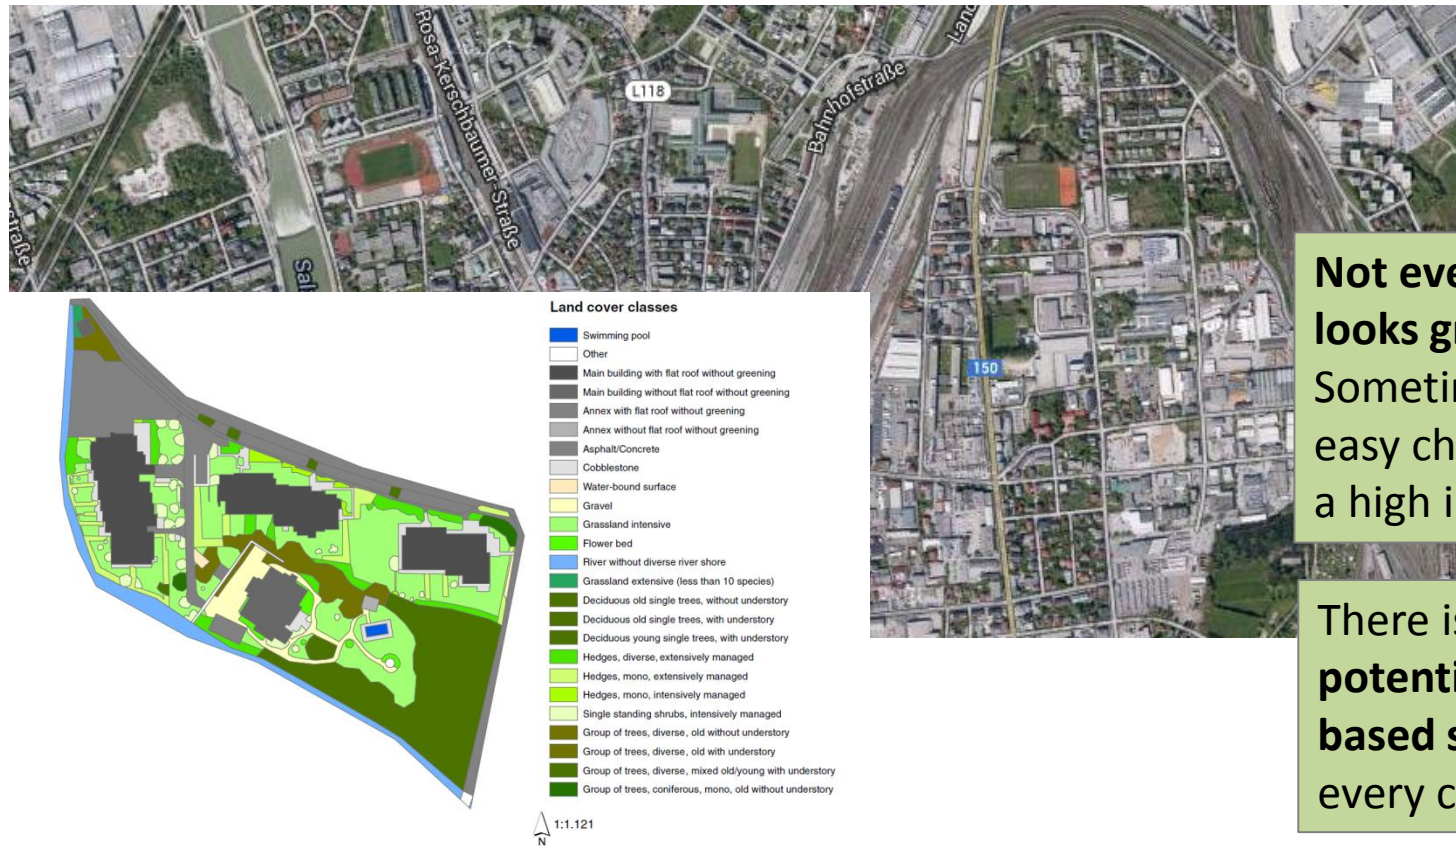 Rosa-Kerschbaumer-Straße
L118
Bahnhofstraße
150
Land cover classes
Swimming pool
Other
Main building with flat roof without greening
Main building without flat roof without greening
Annex with flat roof without greening
Annex without flat roof without greening
Asphalt/Concrete
Cobblestone
Water-bound surface
Gravel
Grassland intensive
Flower bed
River without diverse river shore
Grassland extensive (less than 10 species)
Deciduous old single trees, without understory
Deciduous old single trees, with understory
Deciduous young single trees, with understory
Hedges, diverse, extensively managed
Hedges, mono, extensively managed
Hedges, mono, intensively managed
Single standing shrubs, intensively managed
Group of trees, diverse, old without understory
Group of trees, diverse, old with understory
Group of trees, diverse, mixed old/young with understory
Group of trees, coniferous, mono, old without understory
1:1.121
N
Not eve
looks gr
Sometin
easy ch
a high i
There is
potenti
based s
every c